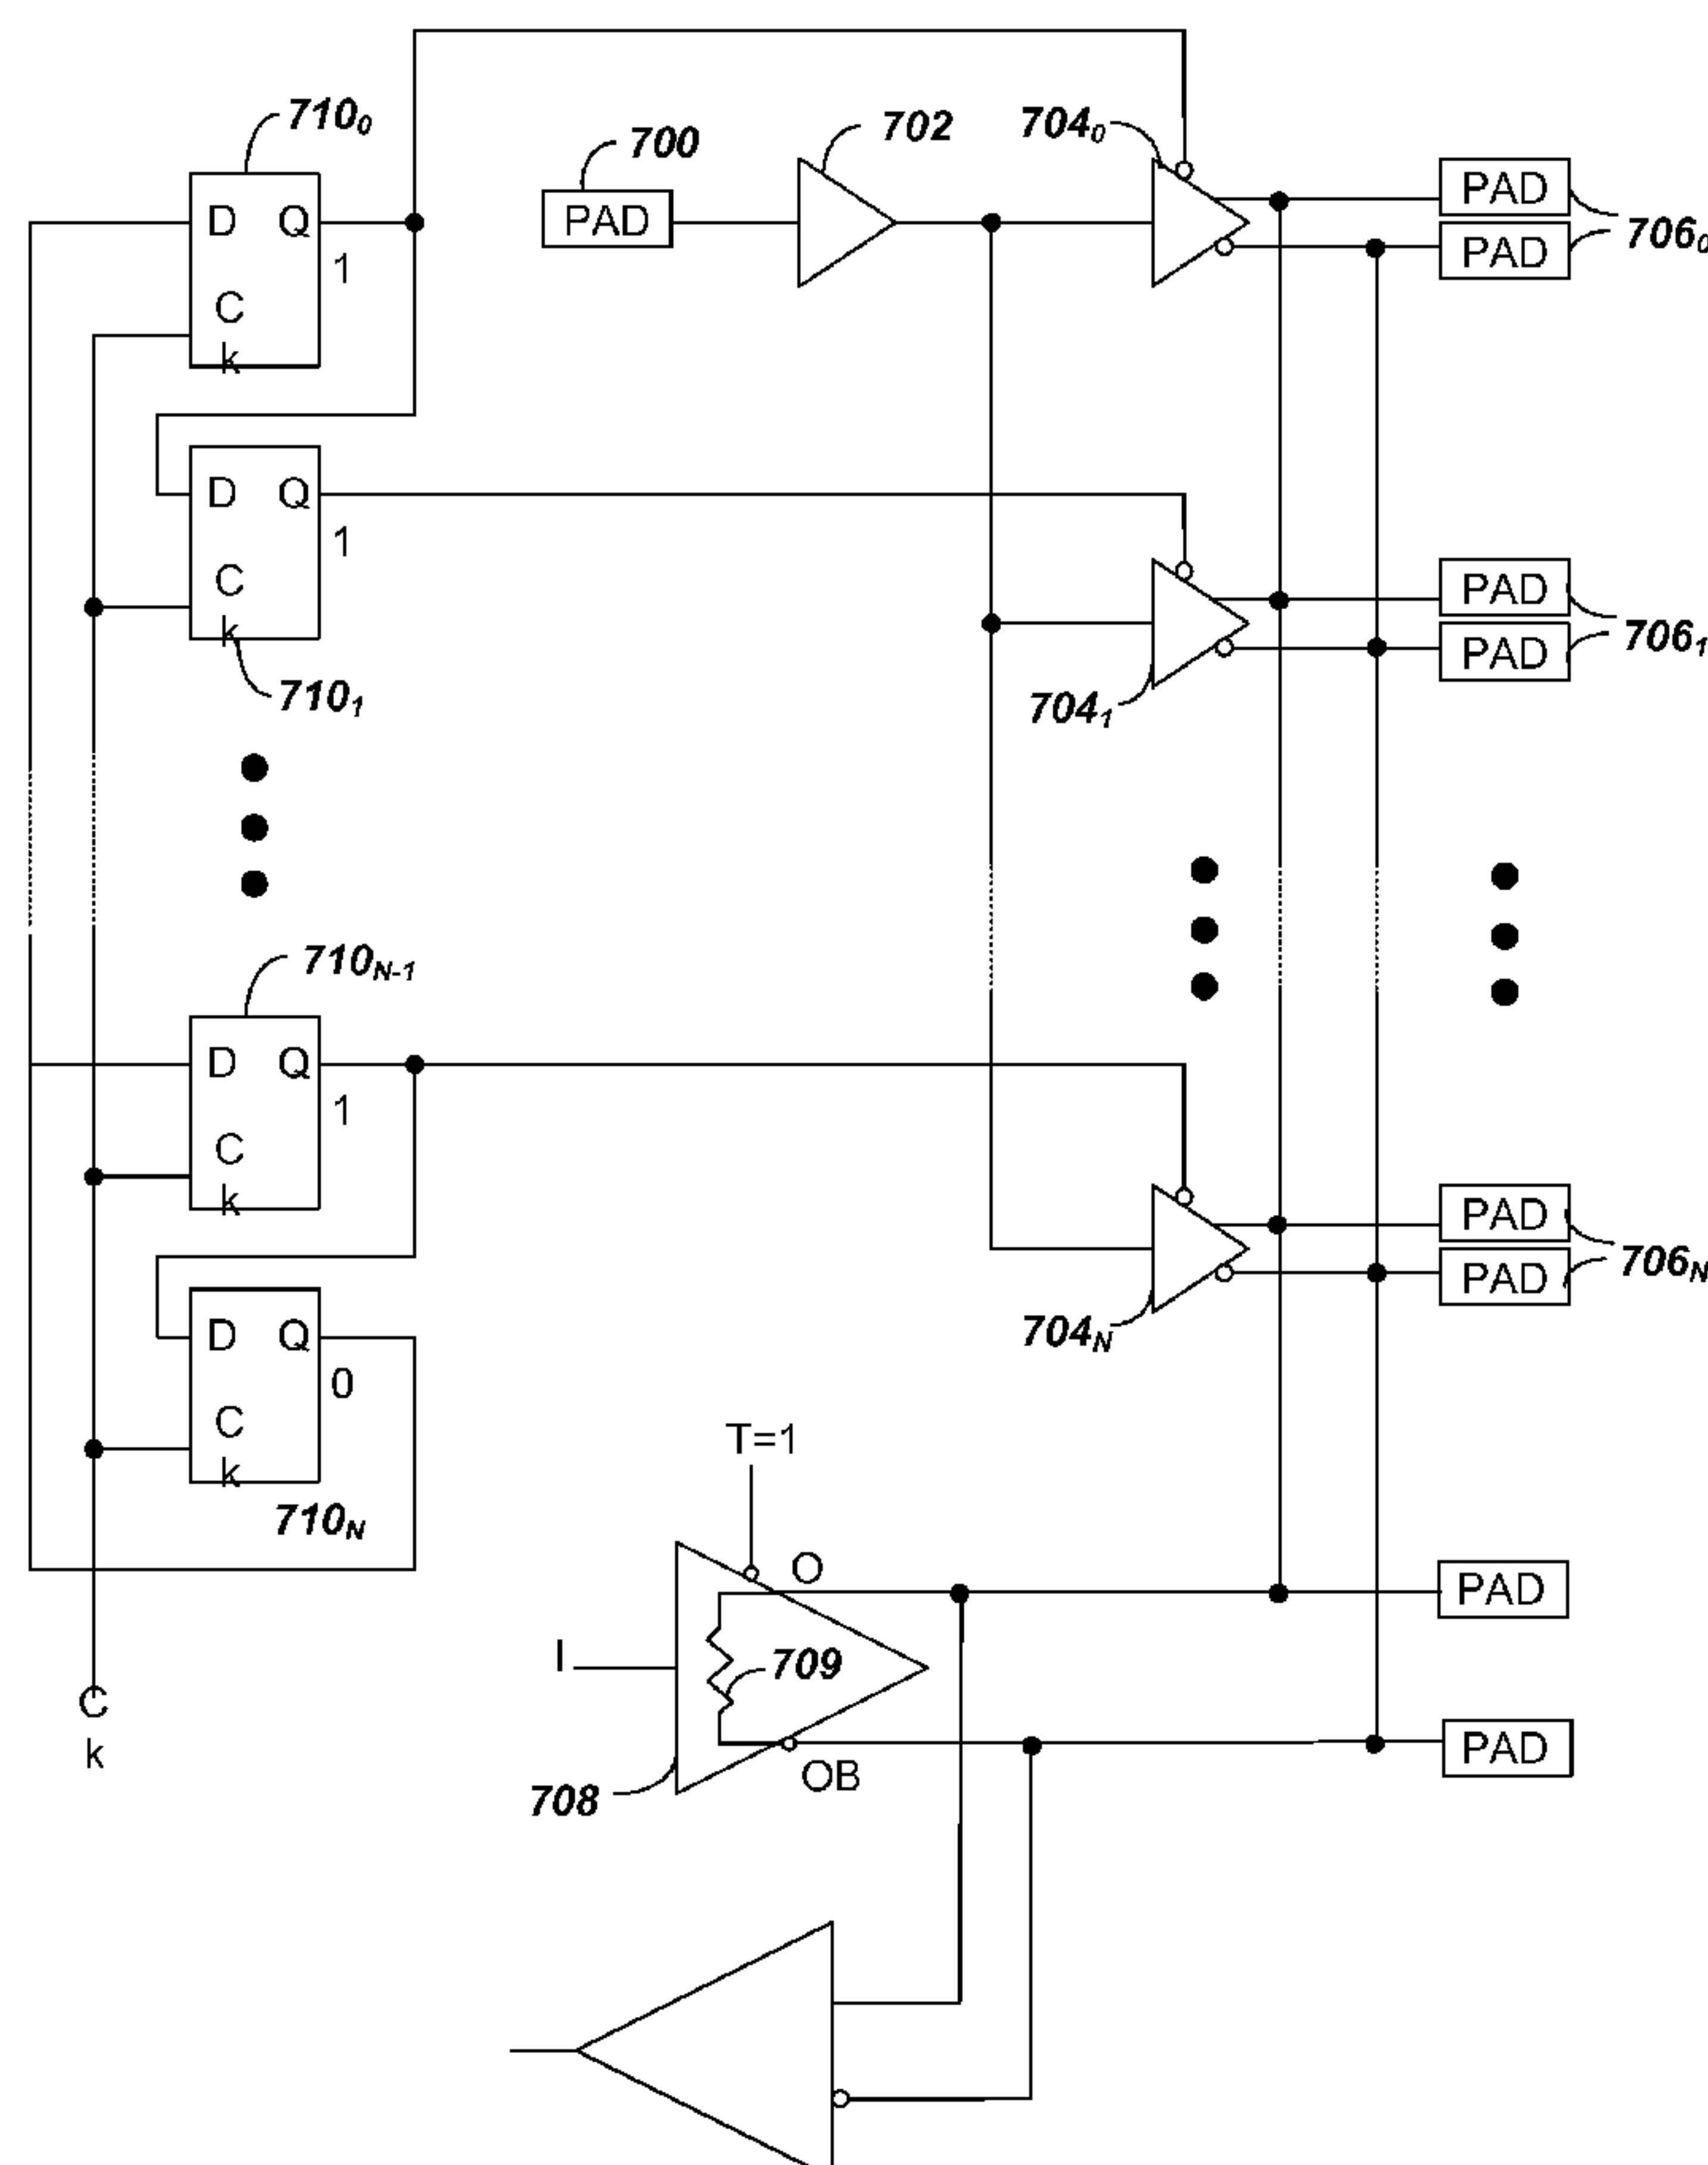 710₀
700
702
704₀
PAD
706₀
D Q
PAD
PAD
1
C
k
D Q
1
C
k
PAD
PAD
706₁
710₁
704₁
710N-1
D Q
1
C
k
PAD
PAD
706N
704N
D Q
0
C
k
710N
T=1
O
PAD
I
709
C
k
OB
PAD
708